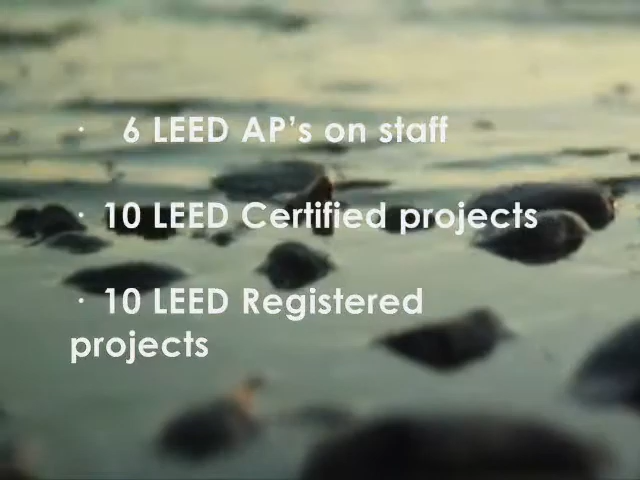 · 6 LEED AP’s on staff
· 10 LEED Certified projects
· 10 LEED Registered
projects